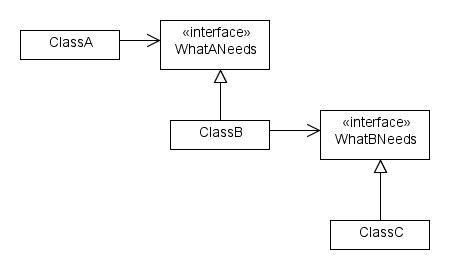 ClassA
«interface»
WhatANeeds
ClassB
«interface»
WhatBNeeds
ClassC